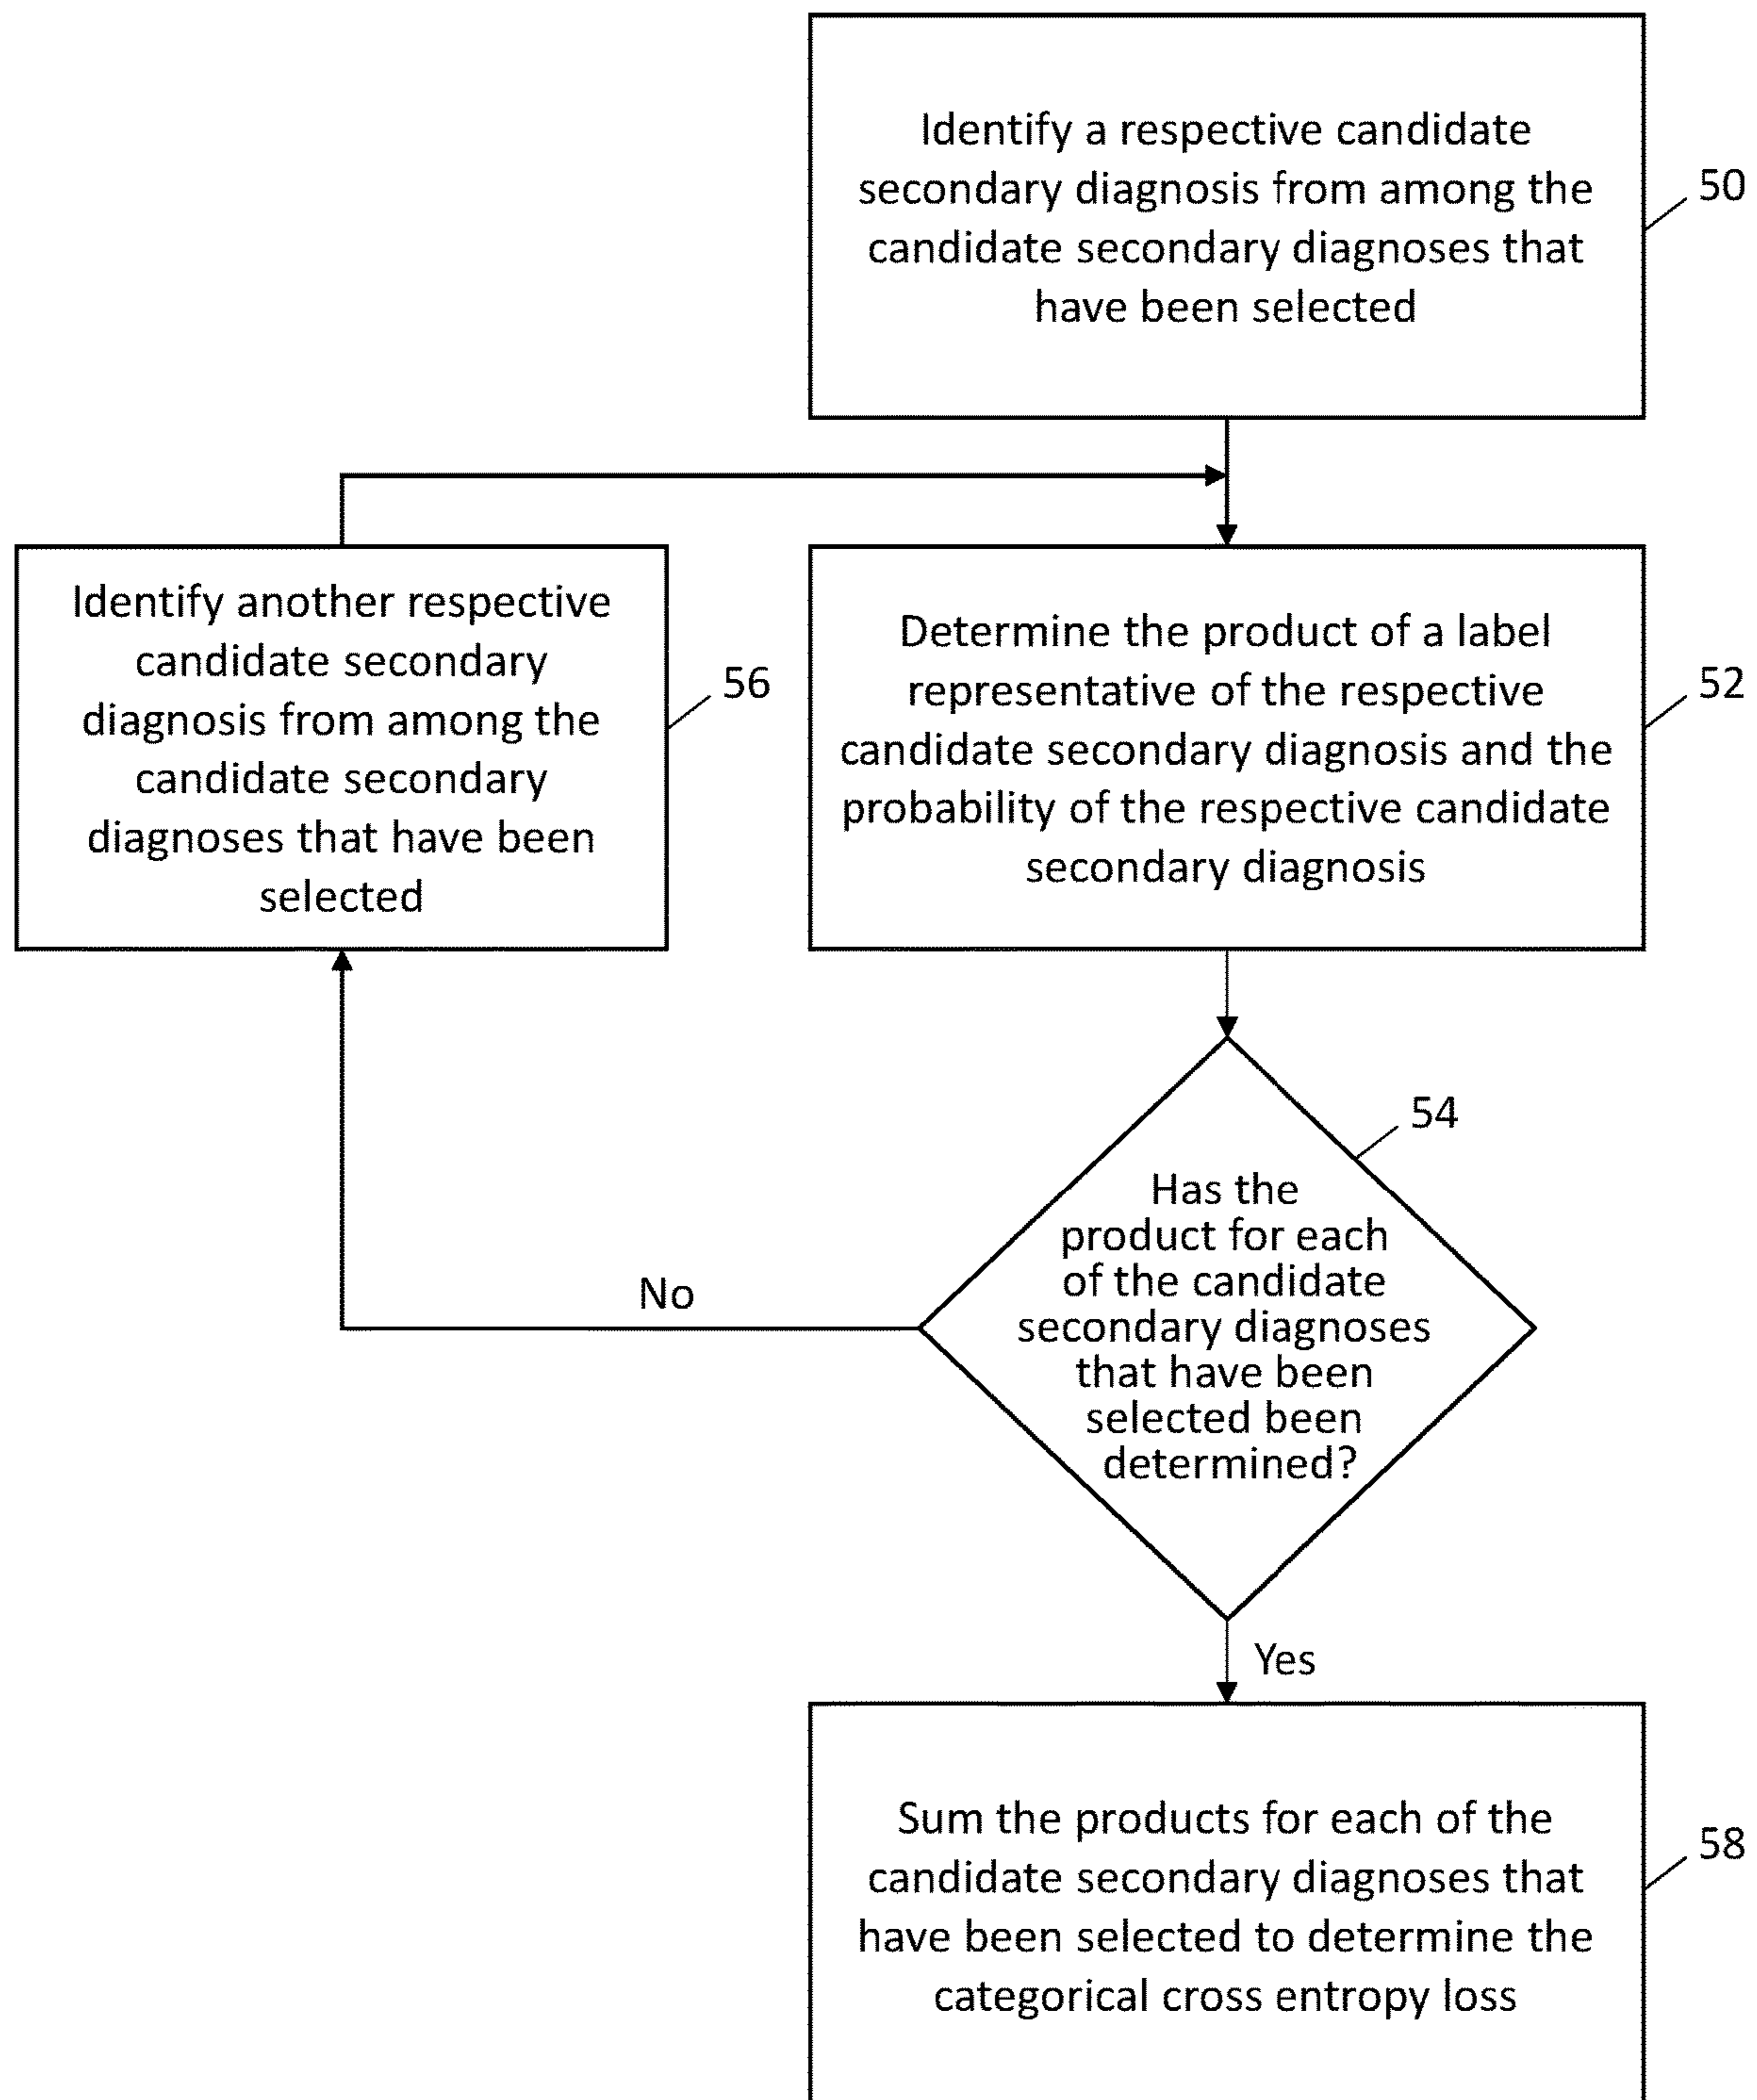 Identify a respective candidate
secondary diagnosis from among the
candidate secondary diagnoses that
have been selected
50
Identify another respective
candidate secondary
diagnosis from among the
candidate secondary
diagnoses that have been
selected
56
Determine the product of a label
representative of the respective
candidate secondary diagnosis and the
probability of the respective candidate
secondary diagnosis
52
54
Has the
product for each
of the candidate
secondary diagnoses
that have been
selected been
determined?
No
Yes
Sum the products for each of the
candidate secondary diagnoses that
have been selected to determine the
categorical cross entropy loss
58